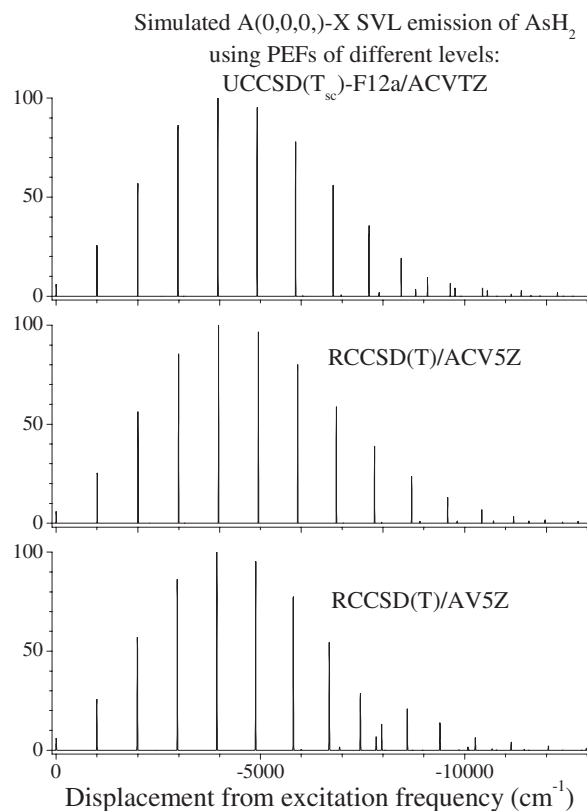 Simulated A(0,0,0,)-X SVL emission of AsH2
using PEFs of different levels:
UCCSD(Tsc)-F12a/ACVTZ
100
50
0
RCCSD(T)/ACV5Z
100
50
0
RCCSD(T)/AV5Z
100
50
0
0 -5000 -10000
Displacement from excitation frequency (cm-1)